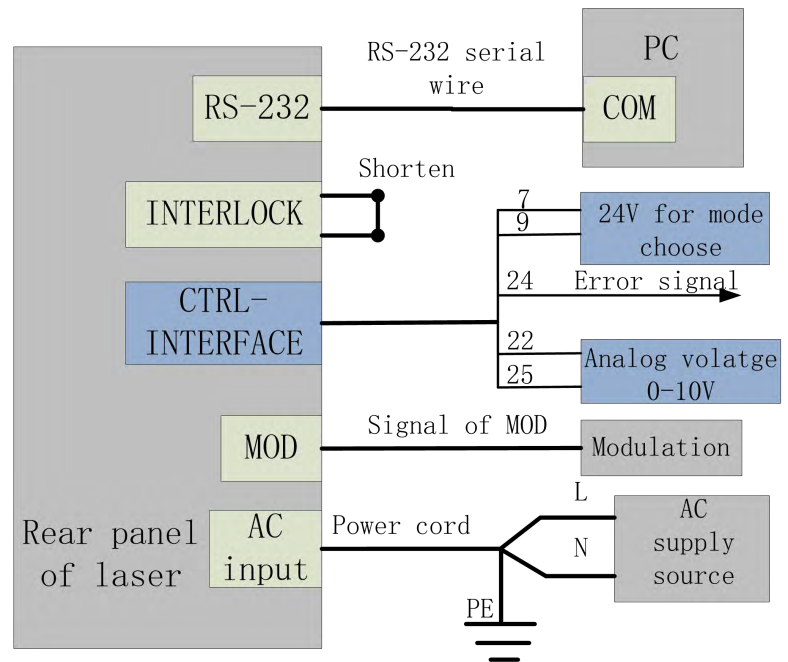 RS-232 serial
wire
PC
RS-232
COM
Shorten
INTERLOCK
7
9
24V for mode
choose
24
Error signal
CTRL-
INTERFACE
22
25
Analog volatge
0-10V
MOD
Signal of MOD
Modulation
Rear panel
of laser
AC
input
Power cord
L
N
PE
AC
supply
source